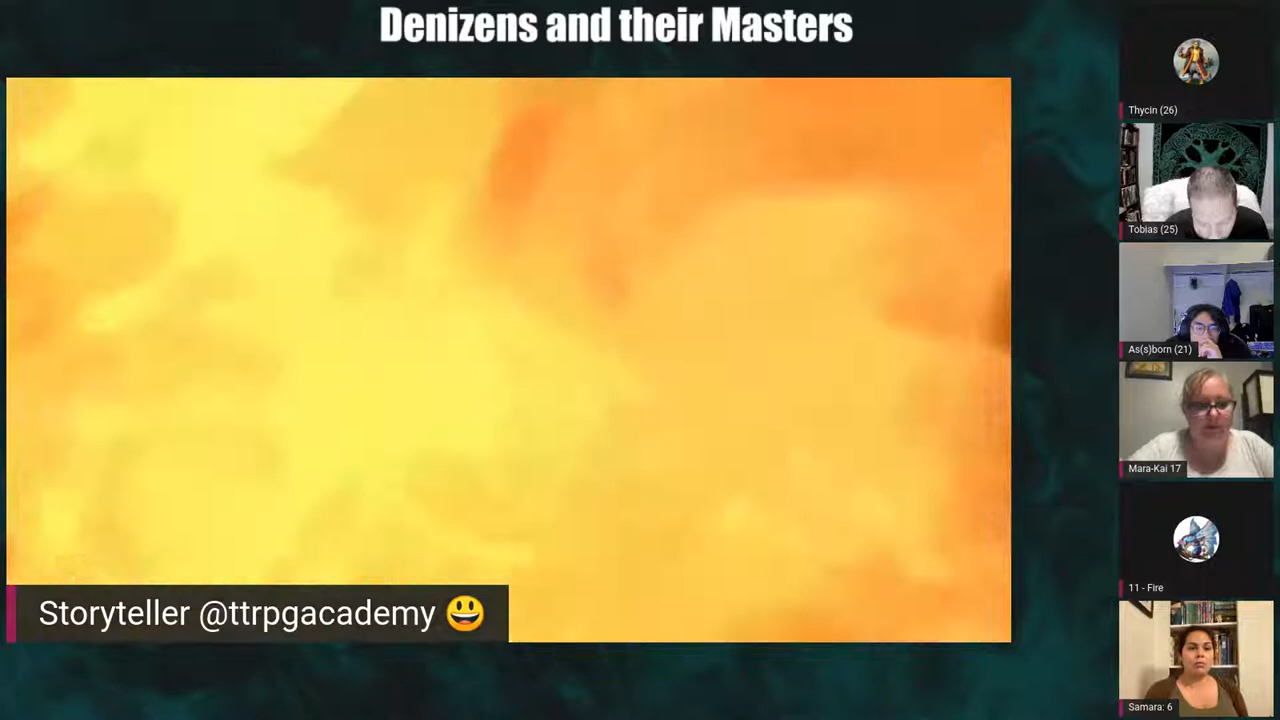 Denizens and their Masters
Thycin (26)
Tobias (25)
As(s)born (21)
Mara-Kai 17
11 - Fire
Samara: 6
Storyteller @ttrpgacademy 😃